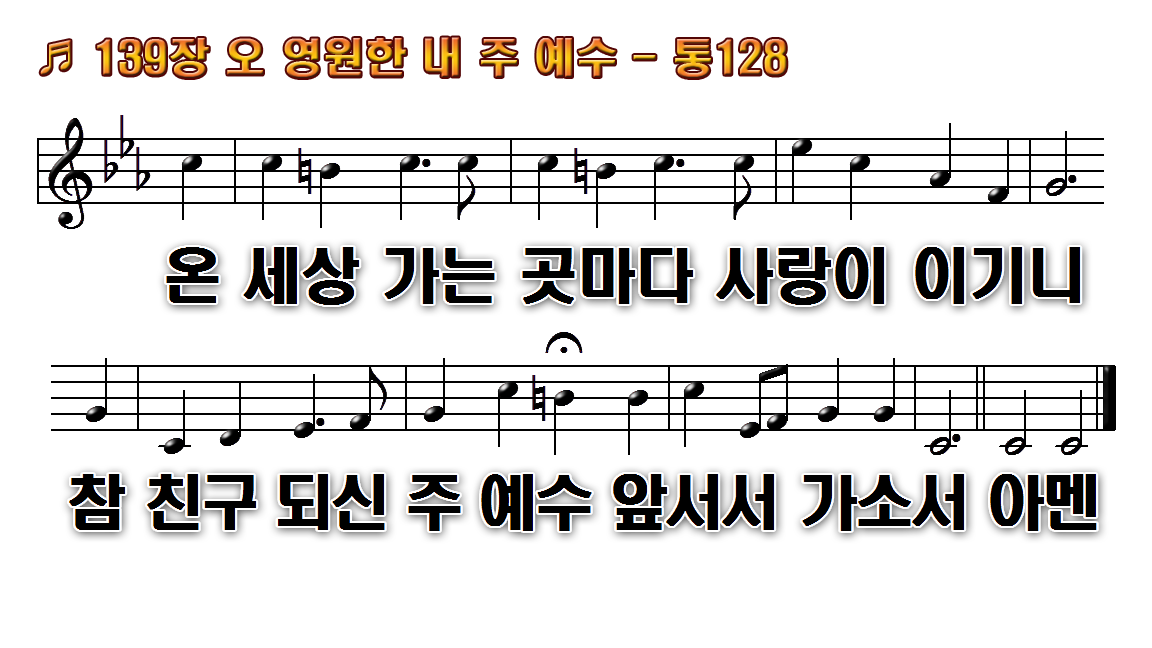 ♬ 139장 오 영원한 내 주 예수 - 통128
온 세상 가는 곳마다 사랑이 이기니
참 친구 되신 주 예수 앞서서 가소서 아멘